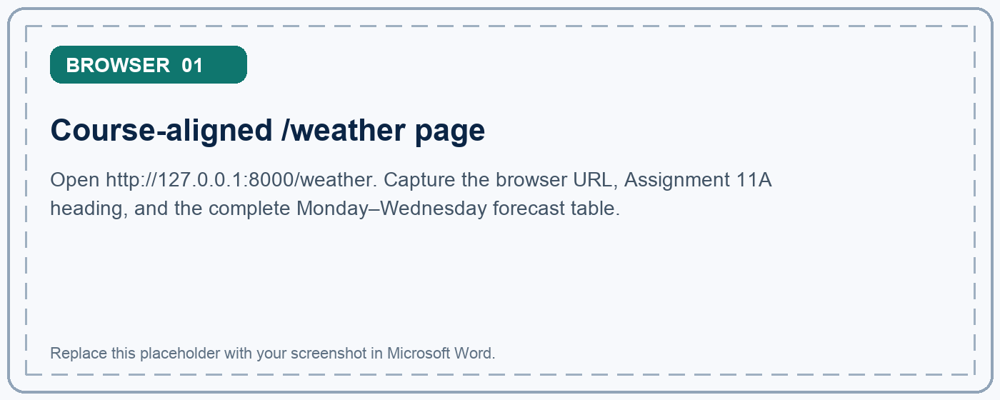 BROWSER 01
Course-aligned /weather page
Open http://127.0.0.1:8000/weather. Capture the browser URL, Assignment 11A
heading, and the complete Monday–Wednesday forecast table.
Replace this placeholder with your screenshot in Microsoft Word.